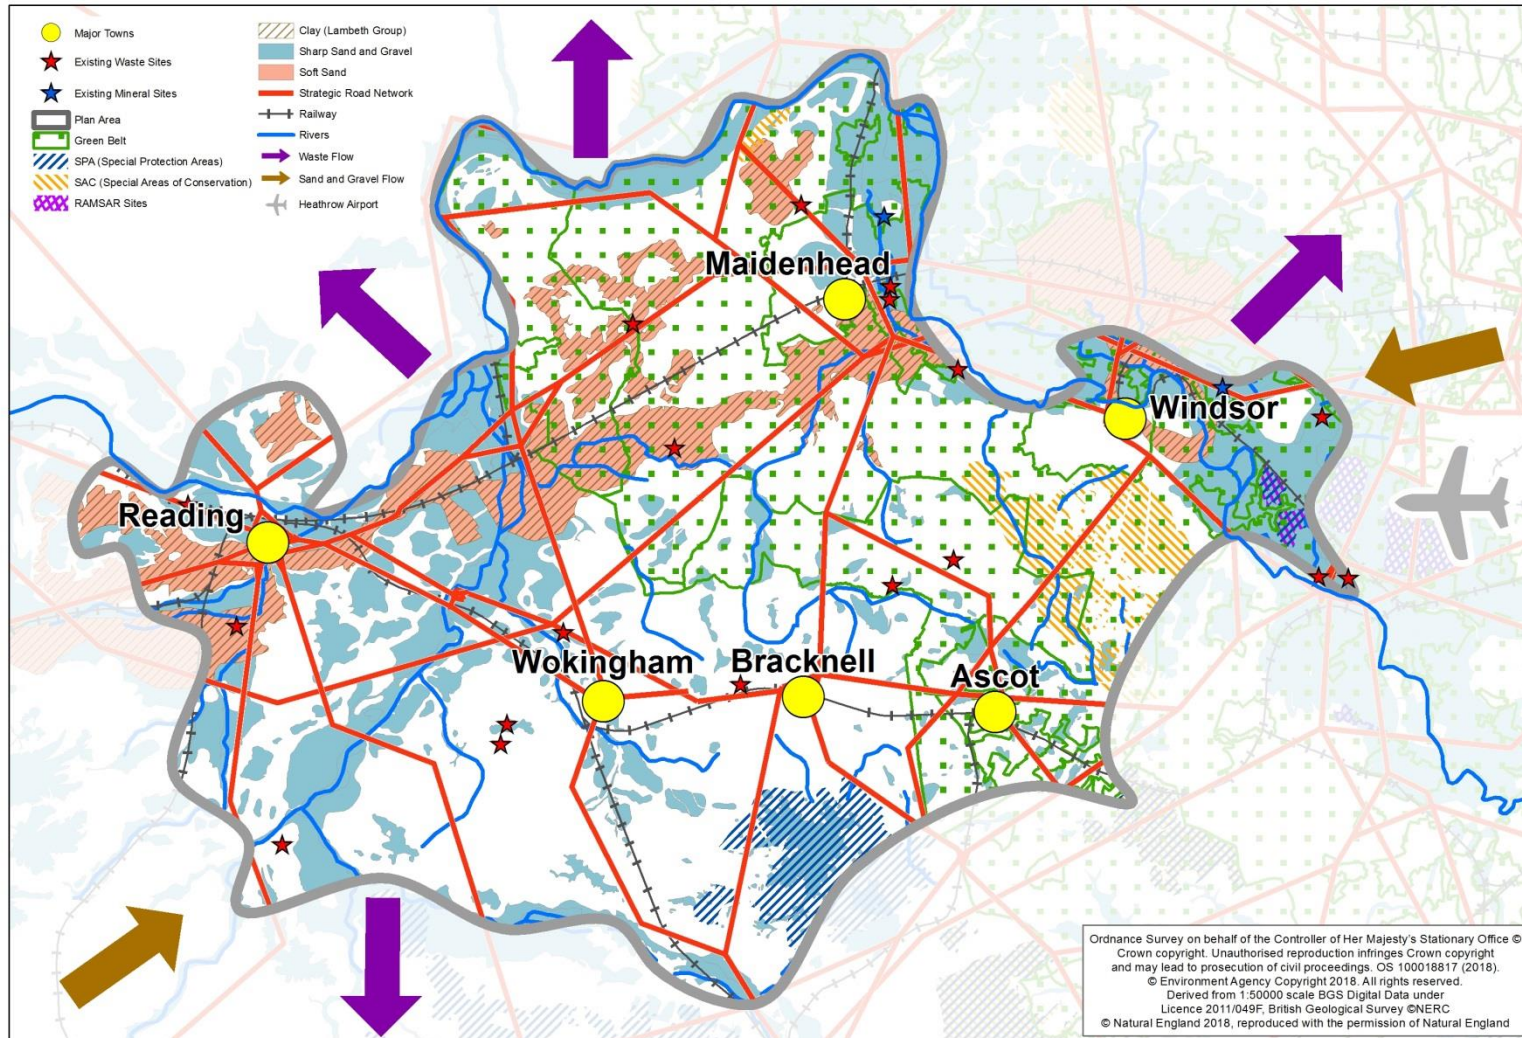 Major Towns
Existing Waste Sites
Existing Mineral Sites
Plan Area
Green Belt
SPA (Special Protection Areas)
SAC (Special Areas of Conservation)
RAMSAR Sites
Clay (Lambeth Group)
Sharp Sand and Gravel
Soft Sand
Strategic Road Network
Railway
Rivers
Waste Flow
Sand and Gravel Flow
Heathrow Airport
Maidenhead
Windsor
Reading
Wokingham
Bracknell
Ascot
Ordnance Survey on behalf of the Controller of Her Majesty's Stationary Office ©
Crown copyright. Unauthorised reproduction infringes Crown copyright
and may lead to prosecution of civil proceedings. OS 100018817 (2018).
© Environment Agency Copyright 2018. All rights reserved.
Derived from 1:50000 scale BGS Digital Data under
Licence 2011/049F, British Geological Survey ©NERC
© Natural England 2018, reproduced with the permission of Natural England